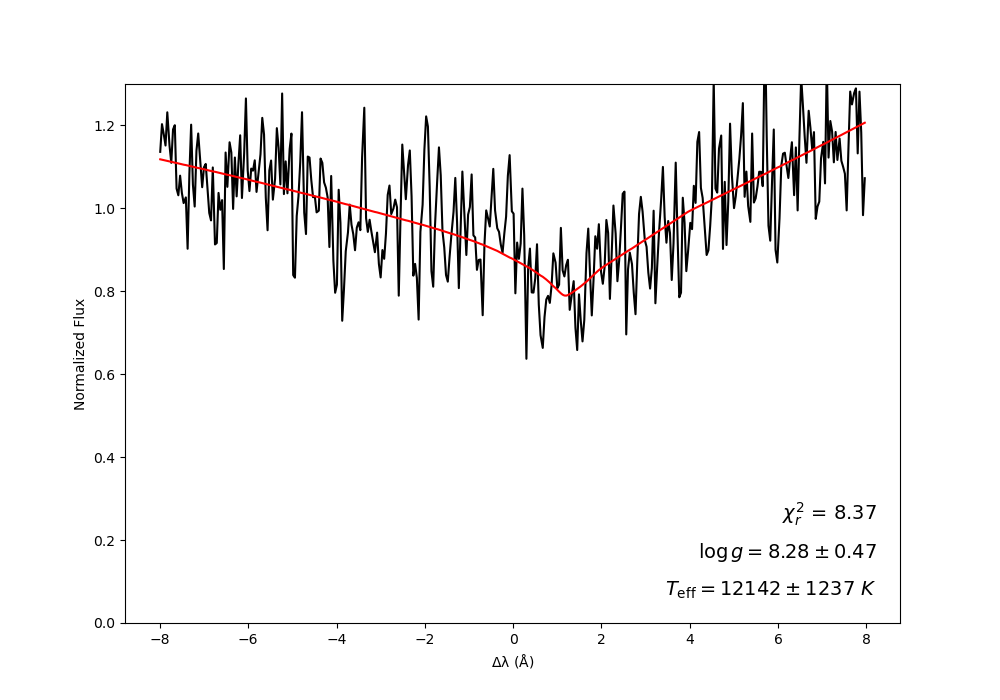 1.2
1.0
0.8
0.6
0.4
0.2
0.0
Normalized Flux
χ²ᵣ = 8.37
log g = 8.28 ± 0.47
T_eff = 12142 ± 1237 K
−8 −6 −4 −2 0 2 4 6 8
Δλ (Å)